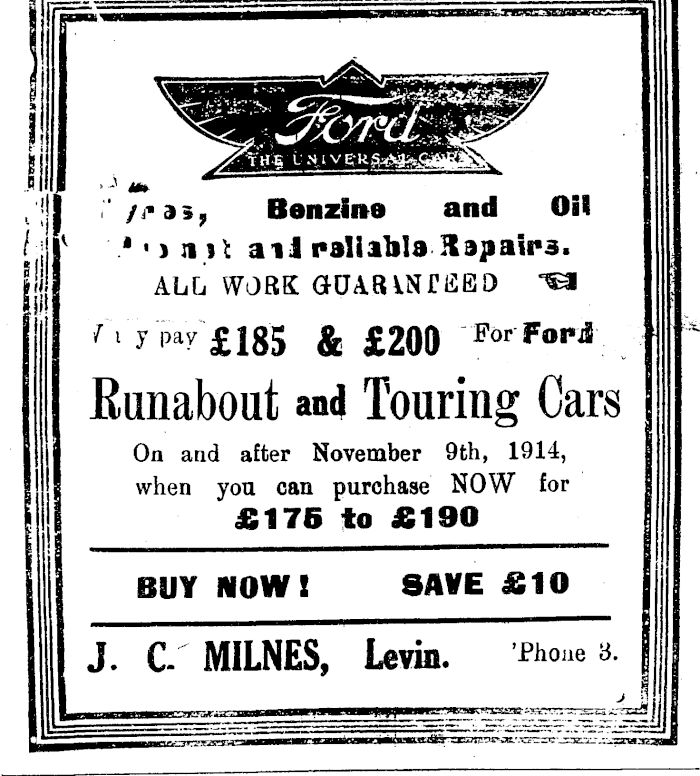 Ford
THE UNIVERSAL CAR
Benzine and Oil
and reliable Repairs.
ALL WORK GUARANTEED
pay £185 & £200 For Ford
Runabout and Touring Cars
On and after November 9th, 1914,
when you can purchase NOW for
£175 to £190
BUY NOW! SAVE £10
J. C. MILNES, Levin. 'Phone 3.